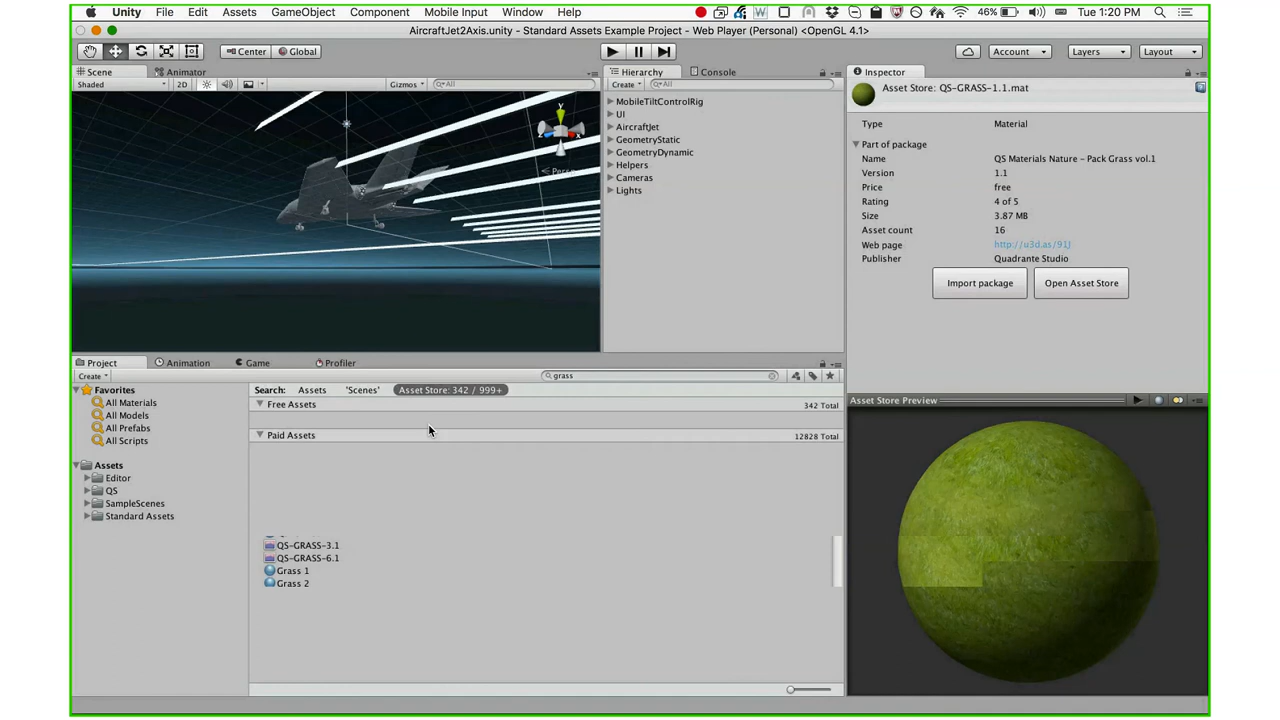 Unity File Edit Assets GameObject Component Mobile Input Window Help 46% Tue 1:20 PM
AircraftJet2Axis.unity - Standard Assets Example Project - Web Player (Personal) <OpenGL 4.1>
Center Global Account Layers Layout
Scene Animator
Shaded 2D Gizmos All
Y
X
Persp
Hierarchy Console
Create All
MobileTiltControlRig
UI
AircraftJet
GeometryStatic
GeometryDynamic
Helpers
Cameras
Lights
Inspector
Asset Store: QS-GRASS-1.1.mat
Type Material
Part of package
Name QS Materials Nature - Pack Grass vol.1
Version 1.1
Price free
Rating 4 of 5
Size 3.87 MB
Asset count 16
Web page http://u3d.as/91J
Publisher Quadrante Studio
Import package Open Asset Store
Project Animation Game Profiler
Create grass
Favorites
All Materials
All Models
All Prefabs
All Scripts
Assets
Editor
QS
SampleScenes
Standard Assets
Search: Assets 'Scenes' Asset Store: 342 / 999+
Free Assets 342 Total
Paid Assets 12828 Total
QS-GRASS-3.1
QS-GRASS-6.1
Grass 1
Grass 2
Asset Store Preview